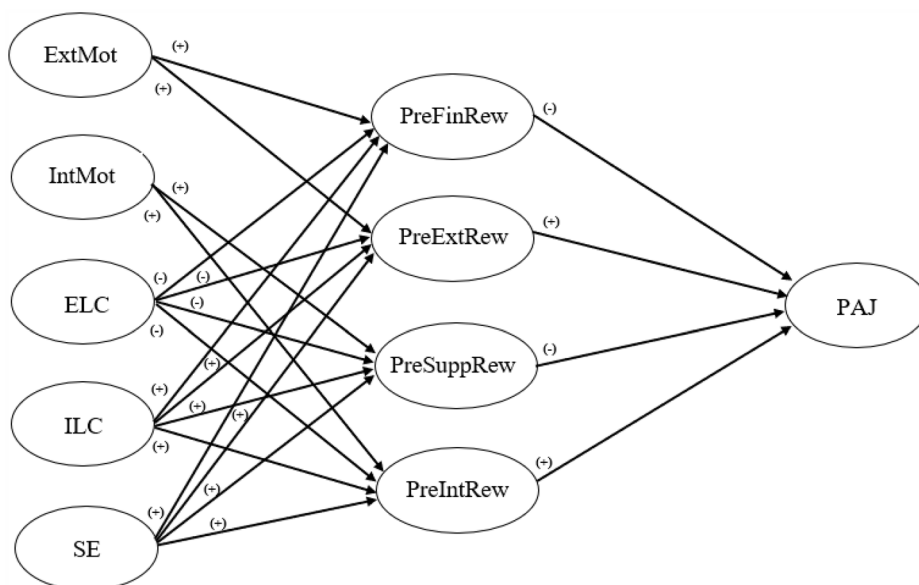 ExtMot
(+)
(+)
IntMot
(+)
(+)
ELC
(-)
(-)
(-)
(-)
ILC
(+)
(+)
(+)
(+)
SE
(+)
(+)
(+)
(+)
PreFinRew
(-)
PreExtRew
(+)
PreSuppRew
(-)
PreIntRew
(+)
PAJ